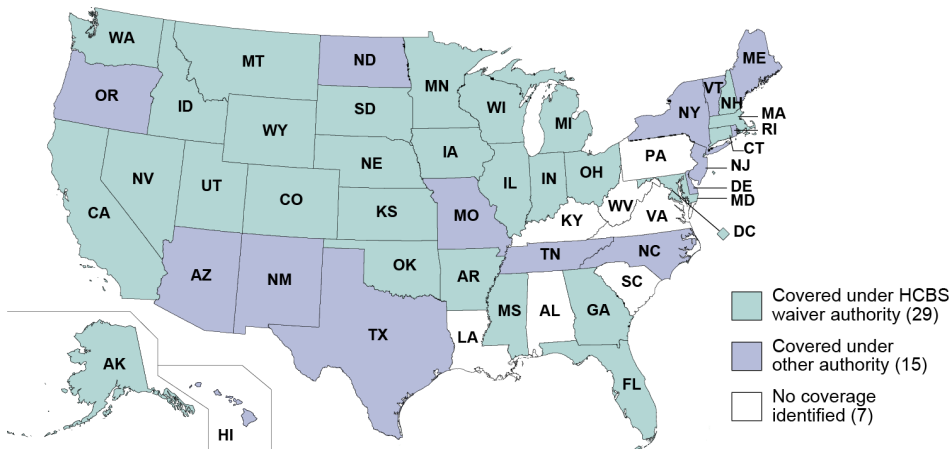 WA
MT
ND
MN
ME
VT
NH
OR
ID
SD
WI
MI
NY
MA
RI
CT
WY
IA
PA
NJ
NE
DE
MD
NV
UT
CO
IL
IN
OH
WV
VA
DC
CA
KS
MO
KY
AZ
NM
OK
AR
TN
NC
SC
TX
LA
MS
AL
GA
FL
AK
HI
Covered under HCBS
waiver authority (29)
Covered under
other authority (15)
No coverage
identified (7)